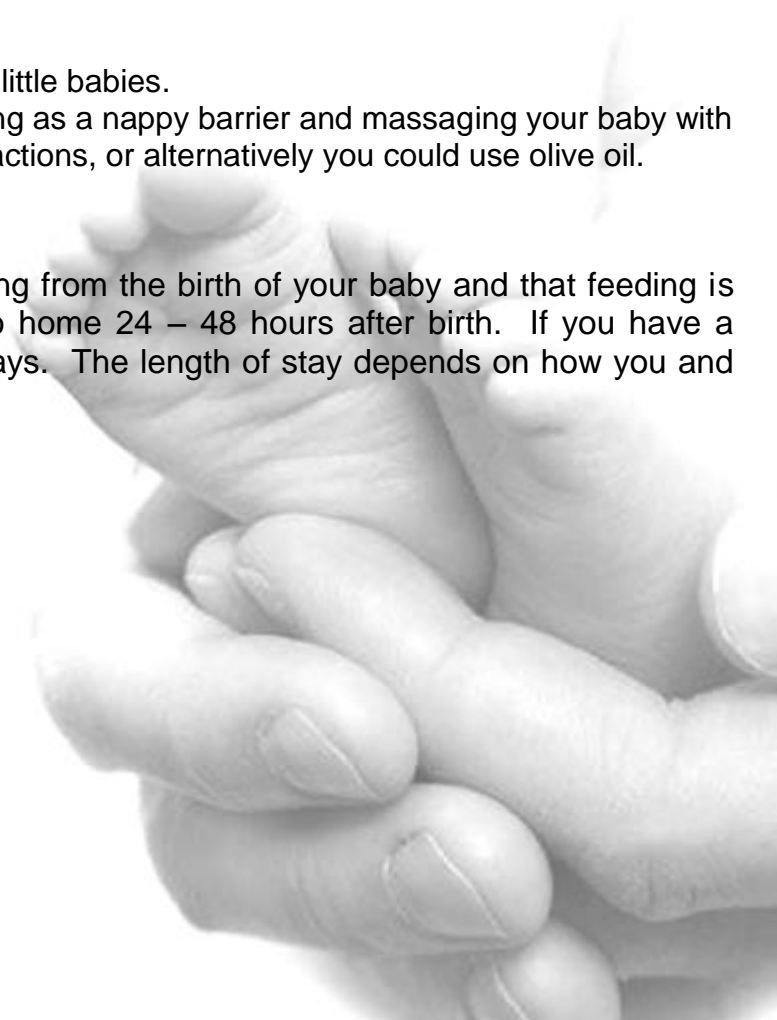 little babies.
ng as a nappy barrier and massaging your baby with
actions, or alternatively you could use olive oil.
ng from the birth of your baby and that feeding is
home 24 – 48 hours after birth. If you have a
ays. The length of stay depends on how you and